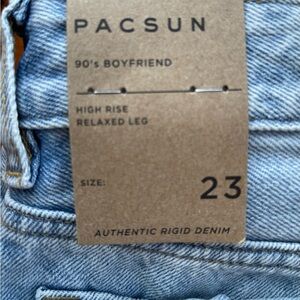 PACSUN
90's BOYFRIEND
HIGH RISE
RELAXED LEG
SIZE: 23
AUTHENTIC RIGID DENIM